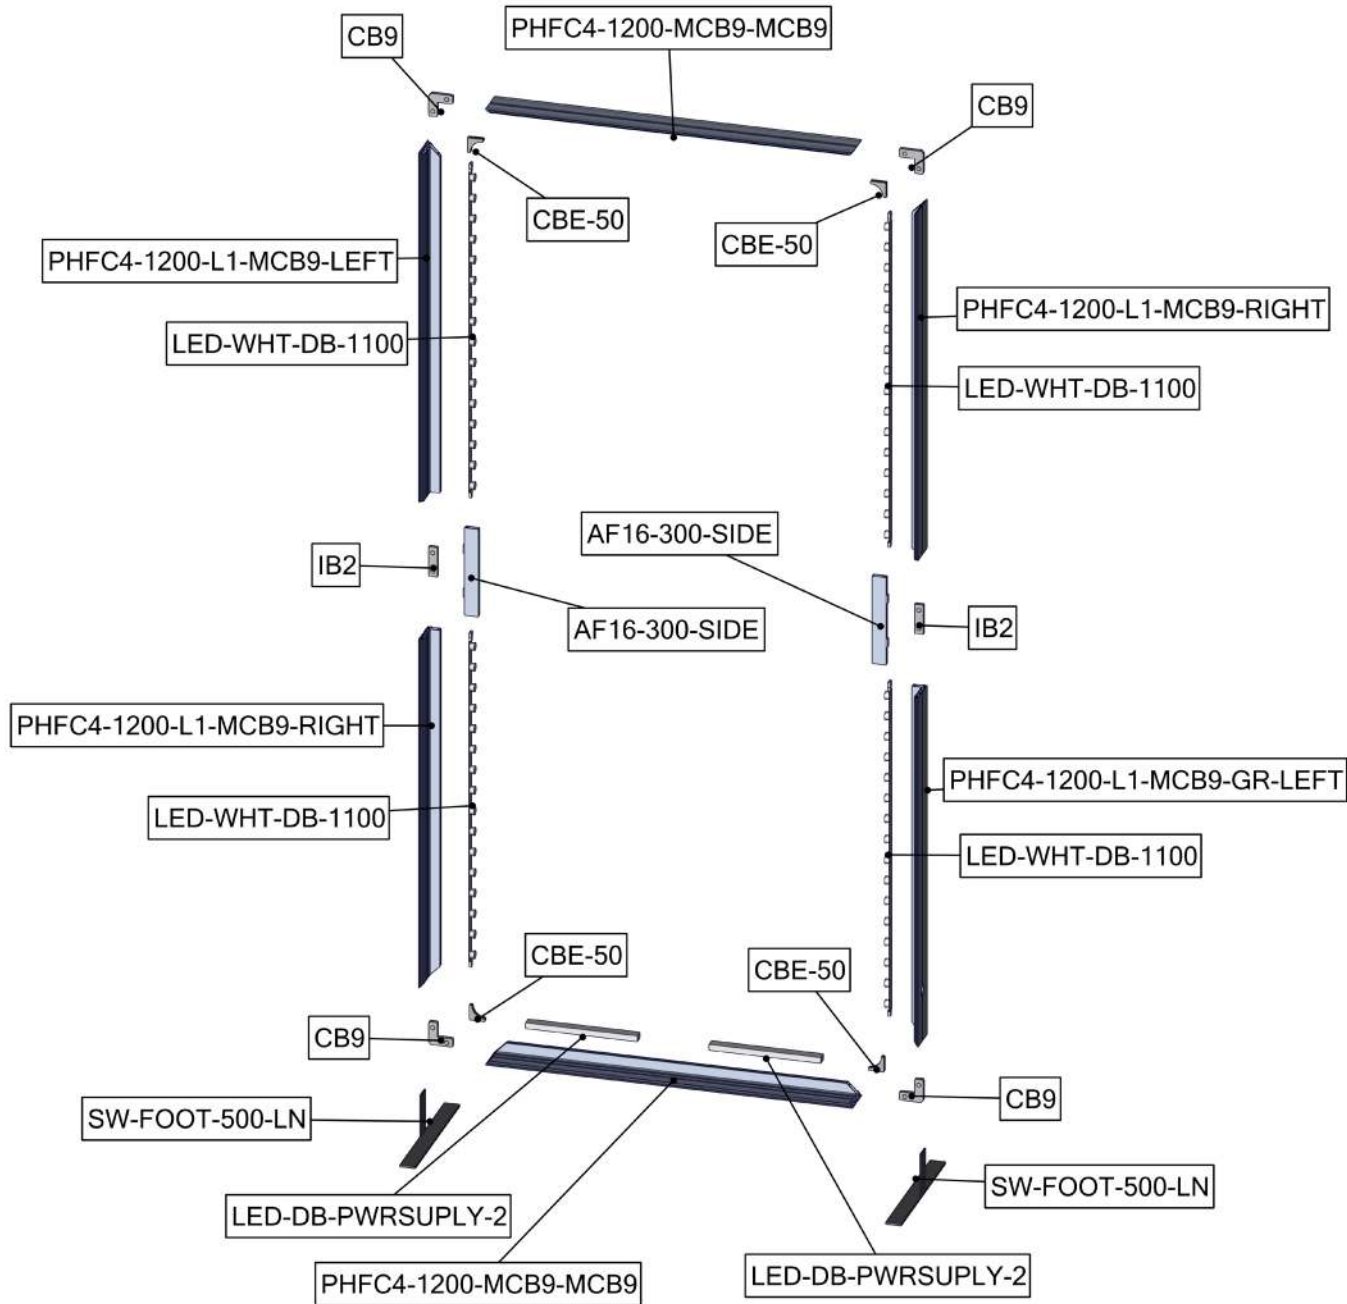 PHFC4-1200-MCB9-MCB9
CB9
CB9
CBE-50
CBE-50
PHFC4-1200-L1-MCB9-LEFT
PHFC4-1200-L1-MCB9-RIGHT
LED-WHT-DB-1100
LED-WHT-DB-1100
AF16-300-SIDE
IB2
AF16-300-SIDE
IB2
PHFC4-1200-L1-MCB9-RIGHT
PHFC4-1200-L1-MCB9-GR-LEFT
LED-WHT-DB-1100
LED-WHT-DB-1100
CBE-50
CBE-50
CB9
CB9
SW-FOOT-500-LN
SW-FOOT-500-LN
LED-DB-PWRSUPLY-2
LED-DB-PWRSUPLY-2
PHFC4-1200-MCB9-MCB9